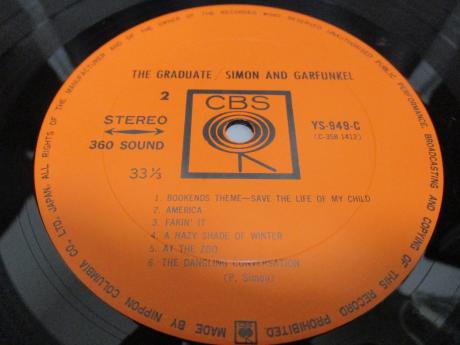 THE GRADUATE / SIMON AND GARFUNKEL
2
CBS
STEREO
360 SOUND
33⅓
YS-949-C
(C-358 1412)
1. BOOKENDS THEME—SAVE THE LIFE OF MY CHILD
2. AMERICA
3. FAKIN' IT
4. A HAZY SHADE OF WINTER
5. AY THE ZOO
6. THE DANGLING CONVERSATION
(P. Simon)
MADE BY NIPPON COLUMBIA CO., LTD., JAPAN. ALL RIGHTS OF THE MANUFACTURER AND OF THE OWNER OF THE RECORDED WORK RESERVED. UNAUTHORISED PUBLIC PERFORMANCE, BROADCASTING AND COPYING OF THIS RECORD PROHIBITED